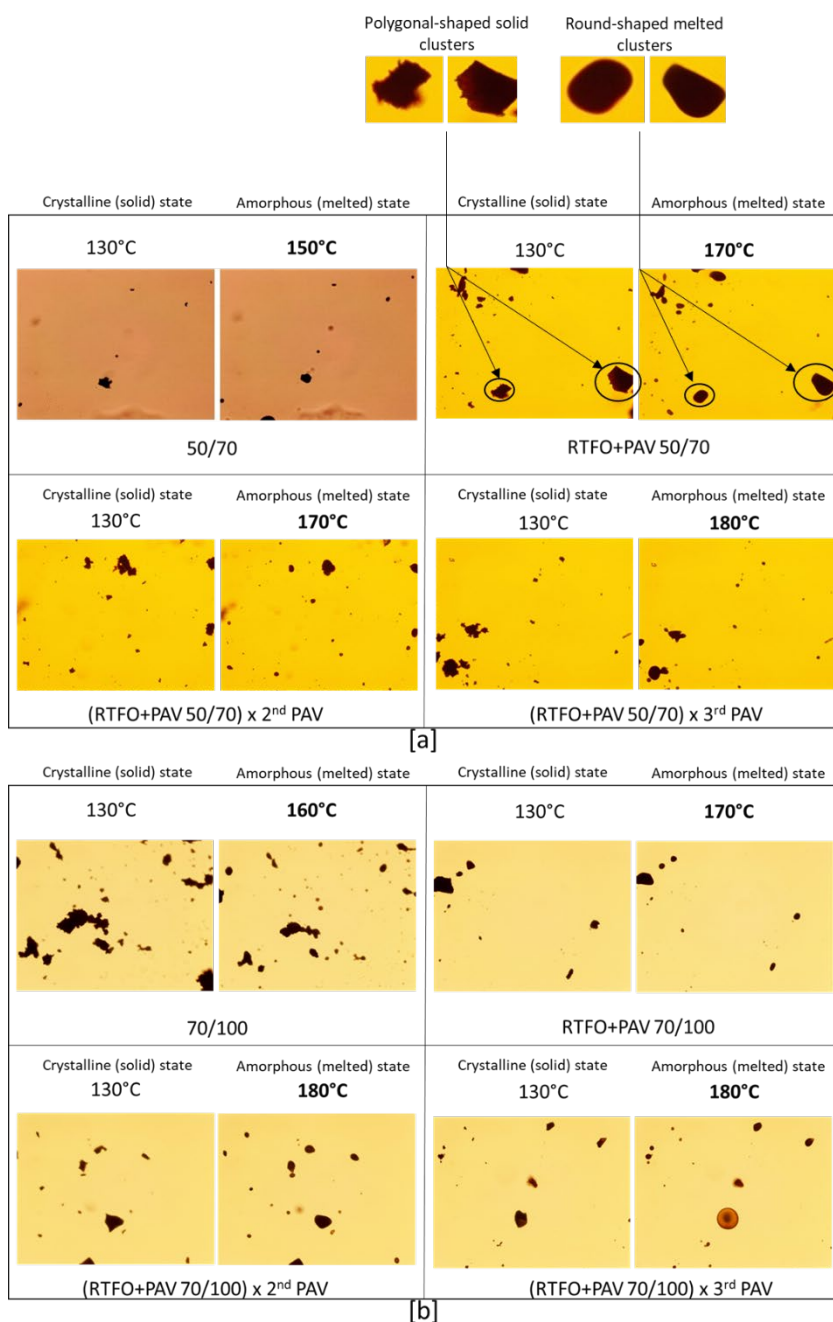 Polygonal-shaped solid
clusters
Round-shaped melted
clusters
Crystalline (solid) state
Amorphous (melted) state
Crystalline (solid) state
Amorphous (melted) state
130°C
150°C
130°C
170°C
50/70
RTFO+PAV 50/70
Crystalline (solid) state
Amorphous (melted) state
Crystalline (solid) state
Amorphous (melted) state
130°C
170°C
130°C
180°C
(RTFO+PAV 50/70) x 2nd PAV
(RTFO+PAV 50/70) x 3rd PAV
[a]
Crystalline (solid) state
Amorphous (melted) state
Crystalline (solid) state
Amorphous (melted) state
130°C
160°C
130°C
170°C
70/100
RTFO+PAV 70/100
Crystalline (solid) state
Amorphous (melted) state
Crystalline (solid) state
Amorphous (melted) state
130°C
180°C
130°C
180°C
(RTFO+PAV 70/100) x 2nd PAV
(RTFO+PAV 70/100) x 3rd PAV
[b]